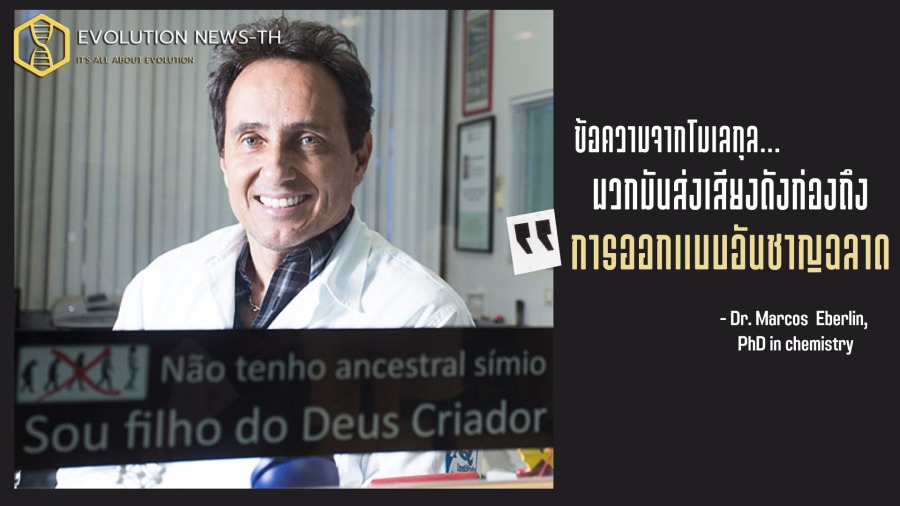 EVOLUTION NEWS-TH
IT'S ALL ABOUT EVOLUTION
ข้อความจากโมเลกุล...
พวกมันส่งเสียงดังก่องถึง
การออกแบบอันชาญฉลาด
- Dr. Marcos Eberlin,
PhD in chemistry
Não tenho ancestral símio
Sou filho do Deus Criador